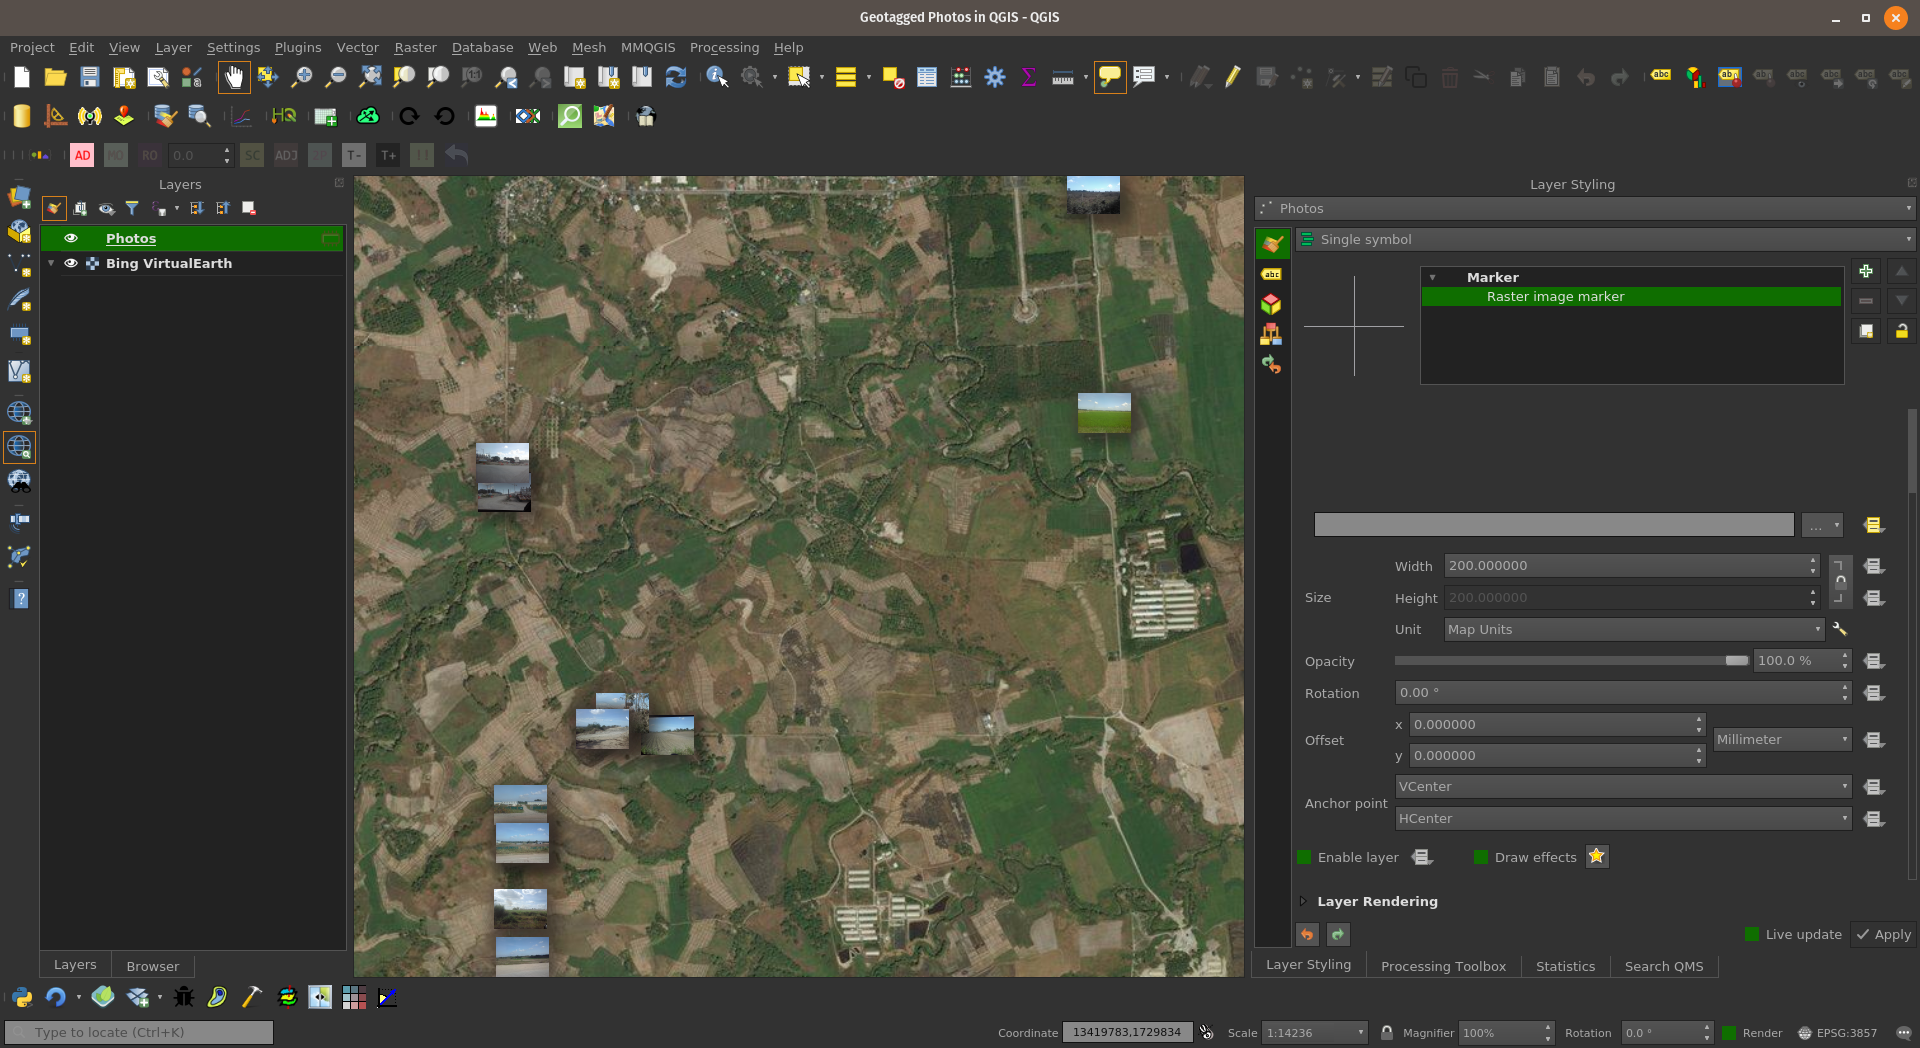 Geotagged Photos in QGIS - QGIS
Project Edit View Layer Settings Plugins Vector Raster Database Web Mesh MMQGIS Processing Help
abc
HQ
AD MO RO 0.0 SC ADJ 2P T- T+
Layers
Layer Styling
Photos
Photos
Bing VirtualEarth
Single symbol
Marker
Raster image marker
abc
...
Width 200.000000
Size
Height 200.000000
Unit Map Units
Opacity 100.0 %
Rotation 0.00 °
x 0.000000
Offset Millimeter
y 0.000000
VCenter
Anchor point
HCenter
Enable layer Draw effects
Layer Rendering
Live update Apply
Layers Browser
Layer Styling Processing Toolbox Statistics Search QMS
Type to locate (Ctrl+K)
Coordinate 13419783,1729834 Scale 1:14236 Magnifier 100% Rotation 0.0 ° Render EPSG:3857